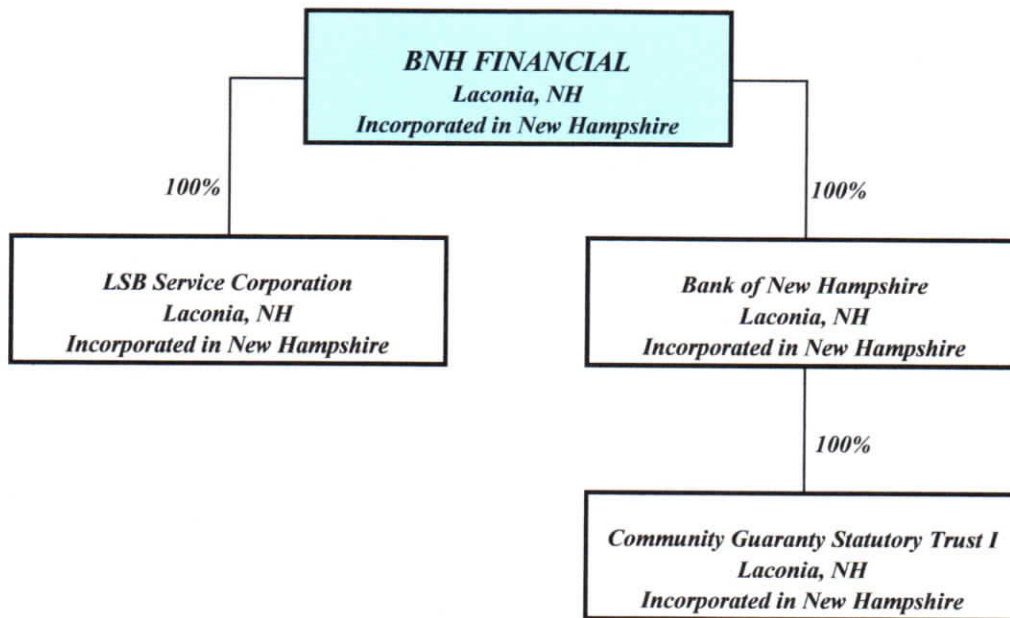 BNH FINANCIAL
Laconia, NH
Incorporated in New Hampshire
100%
100%
LSB Service Corporation
Laconia, NH
Incorporated in New Hampshire
Bank of New Hampshire
Laconia, NH
Incorporated in New Hampshire
100%
Community Guaranty Statutory Trust I
Laconia, NH
Incorporated in New Hampshire